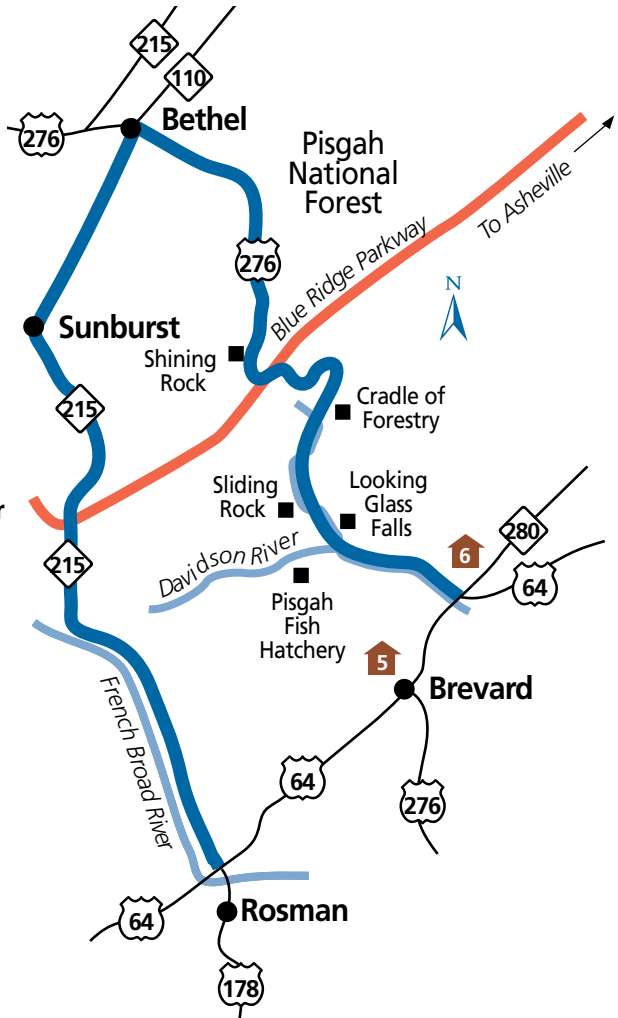 215
110
276
Bethel
Pisgah
National
Forest
To Asheville
Blue Ridge Parkway
276
N
Sunburst
Shining
Rock
Cradle of
Forestry
215
Sliding
Rock
Looking
Glass
Falls
r
280
6
64
215
Davidson River
Pisgah
Fish
Hatchery
5
Brevard
French Broad River
64
276
64
Rosman
178